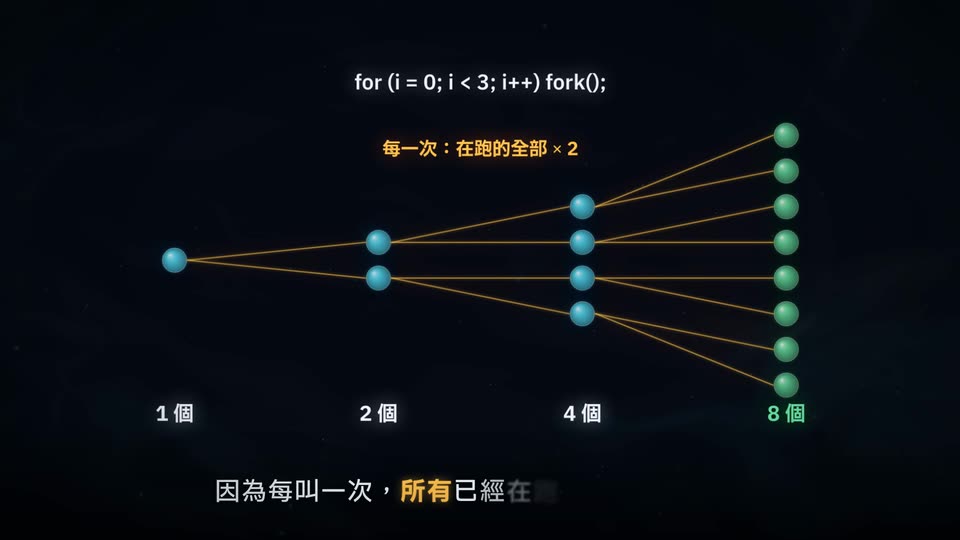 for (i = 0; i < 3; i++) fork();
每一次：在跑的全部 × 2
1 個
2 個
4 個
8 個
因為每叫一次，所有已經在